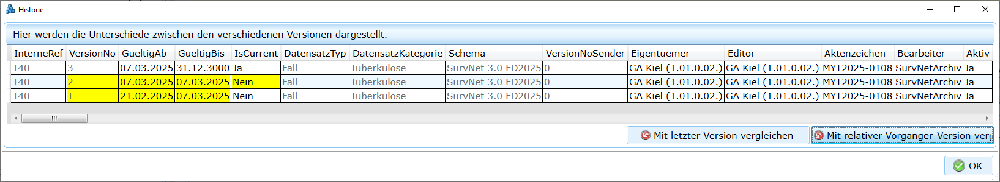 Historie
Hier werden die Unterschiede zwischen den verschiedenen Versionen dargestellt.
InterneRef VersionNo GueltigAb GueltigBis IsCurrent DatensatzTyp DatensatzKategorie Schema VersionNoSender Eigentuemer Editor Aktenzeichen Bearbeiter Aktiv
140 3 07.03.2025 31.12.3000 Ja Fall Tuberkulose SurvNet 3.0 FD2025 0 GA Kiel (1.01.0.02.) GA Kiel (1.01.0.02.) MYT2025-0108 SurvNetArchiv Ja
140 2 07.03.2025 07.03.2025 Nein Fall Tuberkulose SurvNet 3.0 FD2025 0 GA Kiel (1.01.0.02.) GA Kiel (1.01.0.02.) MYT2025-0108 SurvNetArchiv Ja
140 1 21.02.2025 07.03.2025 Nein Fall Tuberkulose SurvNet 3.0 FD2025 0 GA Kiel (1.01.0.02.) GA Kiel (1.01.0.02.) MYT2025-0108 SurvNetArchiv Ja
Mit letzter Version vergleichen Mit relativer Vorgänger-Version verg
OK